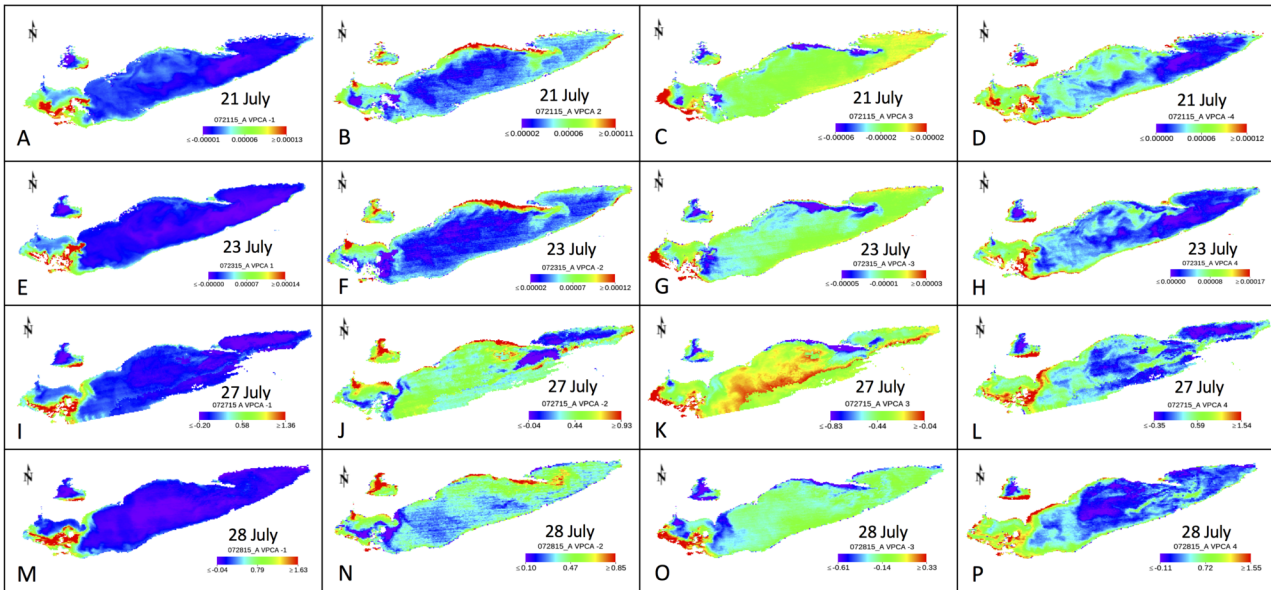 N
21 July
072115_A VPCA -1
≤-0.00001 0.00006 ≥0.00013
A
N
21 July
072115_A VPCA 2
≤0.00002 0.00006 ≥0.00011
B
N
21 July
072115_A VPCA 3
≤-0.00006 -0.00002 ≥0.00002
C
N
21 July
072115_A VPCA -4
≤0.00000 0.00006 ≥0.00012
D
N
23 July
072315_A VPCA 1
≤-0.00000 0.00007 ≥0.00014
E
N
23 July
072315_A VPCA -2
≤0.00002 0.00007 ≥0.00012
F
N
23 July
072315_A VPCA -3
≤-0.00005 -0.00001 ≥0.00003
G
N
23 July
072315_A VPCA 4
≤0.00000 0.00008 ≥0.00017
H
N
27 July
072715 A VPCA -1
≤-0.20 0.58 ≥1.36
I
N
27 July
072715_A VPCA -2
≤-0.04 0.44 ≥0.93
J
N
27 July
072715_A VPCA 3
≤-0.83 -0.44 ≥-0.04
K
N
27 July
072715_A VPCA 4
≤-0.35 0.59 ≥1.54
L
N
28 July
072815_A VPCA -1
≤-0.04 0.79 ≥1.63
M
N
28 July
072815_A VPCA -2
≤0.10 0.47 ≥0.85
N
N
28 July
072815_A VPCA -3
≤-0.61 -0.14 ≥0.33
O
N
28 July
072815_A VPCA 4
≤-0.11 0.72 ≥1.55
P